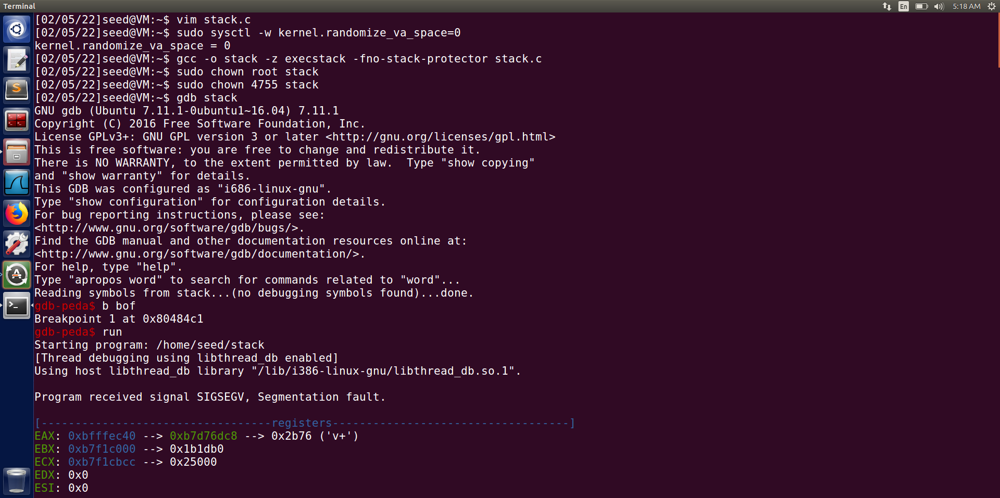 Terminal
En
5:18 AM
[02/05/22]seed@VM:~$ vim stack.c
[02/05/22]seed@VM:~$ sudo sysctl -w kernel.randomize_va_space=0
kernel.randomize_va_space = 0
[02/05/22]seed@VM:~$ gcc -o stack -z execstack -fno-stack-protector stack.c
[02/05/22]seed@VM:~$ sudo chown root stack
[02/05/22]seed@VM:~$ sudo chown 4755 stack
[02/05/22]seed@VM:~$ gdb stack
GNU gdb (Ubuntu 7.11.1-0ubuntu1~16.04) 7.11.1
Copyright (C) 2016 Free Software Foundation, Inc.
License GPLv3+: GNU GPL version 3 or later <http://gnu.org/licenses/gpl.html>
This is free software: you are free to change and redistribute it.
There is NO WARRANTY, to the extent permitted by law.  Type "show copying"
and "show warranty" for details.
This GDB was configured as "i686-linux-gnu".
Type "show configuration" for configuration details.
For bug reporting instructions, please see:
<http://www.gnu.org/software/gdb/bugs/>.
Find the GDB manual and other documentation resources online at:
<http://www.gnu.org/software/gdb/documentation/>.
For help, type "help".
Type "apropos word" to search for commands related to "word"...
Reading symbols from stack...(no debugging symbols found)...done.
gdb-peda$ b bof
Breakpoint 1 at 0x80484c1
gdb-peda$ run
Starting program: /home/seed/stack
[Thread debugging using libthread_db enabled]
Using host libthread_db library "/lib/i386-linux-gnu/libthread_db.so.1".
Program received signal SIGSEGV, Segmentation fault.
[----------------------------------registers-----------------------------------]
EAX: 0xbfffec40 --> 0xb7d76dc8 --> 0x2b76 ('v+')
EBX: 0xb7f1c000 --> 0x1b1db0
ECX: 0xb7f1cbcc --> 0x25000
EDX: 0x0
ESI: 0x0